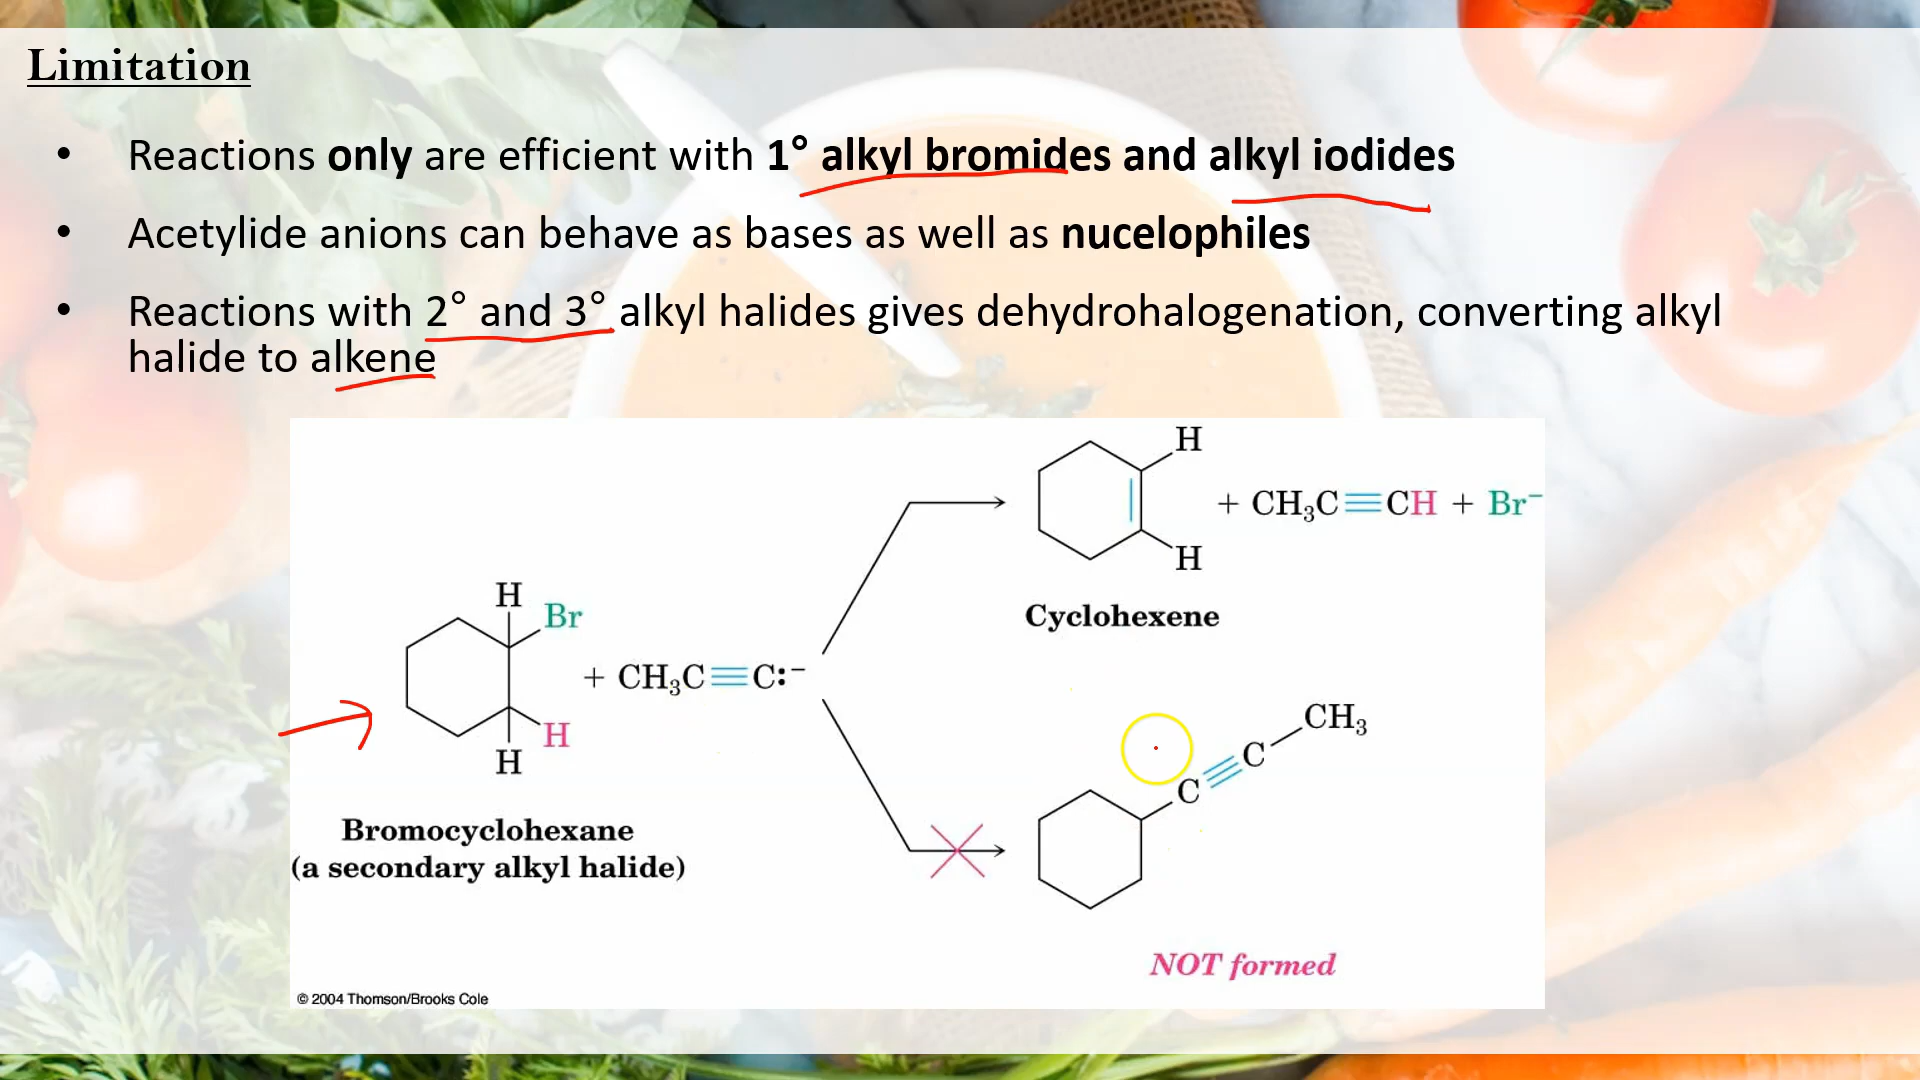 Limitation
• Reactions only are efficient with 1° alkyl bromides and alkyl iodides
• Acetylide anions can behave as bases as well as nucelophiles
• Reactions with 2° and 3° alkyl halides gives dehydrohalogenation, converting alkyl
halide to alkene
H
+ CH₃C≡CH + Br⁻
H
Cyclohexene
H
Br
+ CH₃C≡C:⁻
H
H
Bromocyclohexane
(a secondary alkyl halide)
CH₃
C≡C
NOT formed
© 2004 Thomson/Brooks Cole